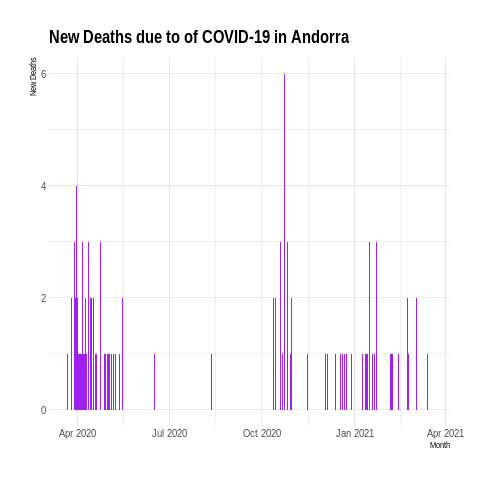 New Deaths due to of COVID-19 in Andorra
New Deaths
6
4
2
0
Apr 2020 Jul 2020 Oct 2020 Jan 2021 Apr 2021
Month